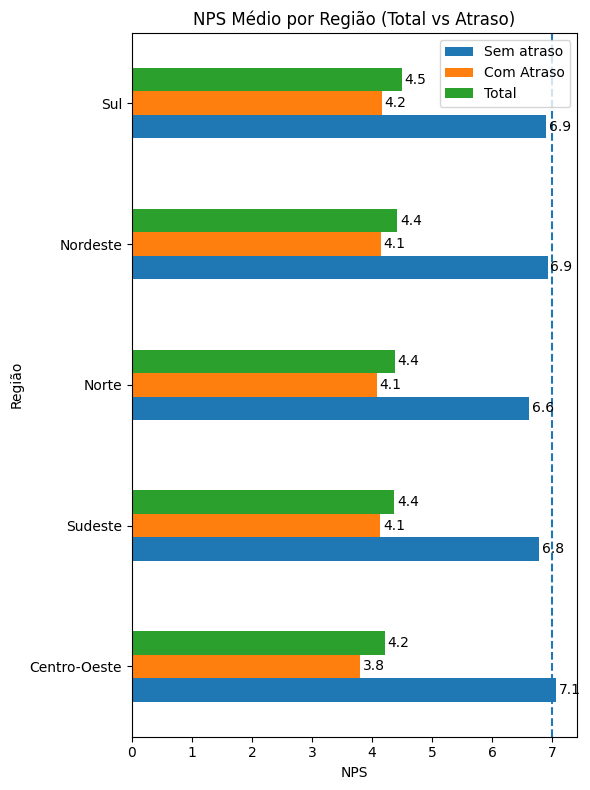 NPS Médio por Região (Total vs Atraso)
Sem atraso
Com Atraso
Total
Região
Sul
4.5
4.2
6.9
Nordeste
4.4
4.1
6.9
Norte
4.4
4.1
6.6
Sudeste
4.4
4.1
6.8
Centro-Oeste
4.2
3.8
7.1
0 1 2 3 4 5 6 7
NPS